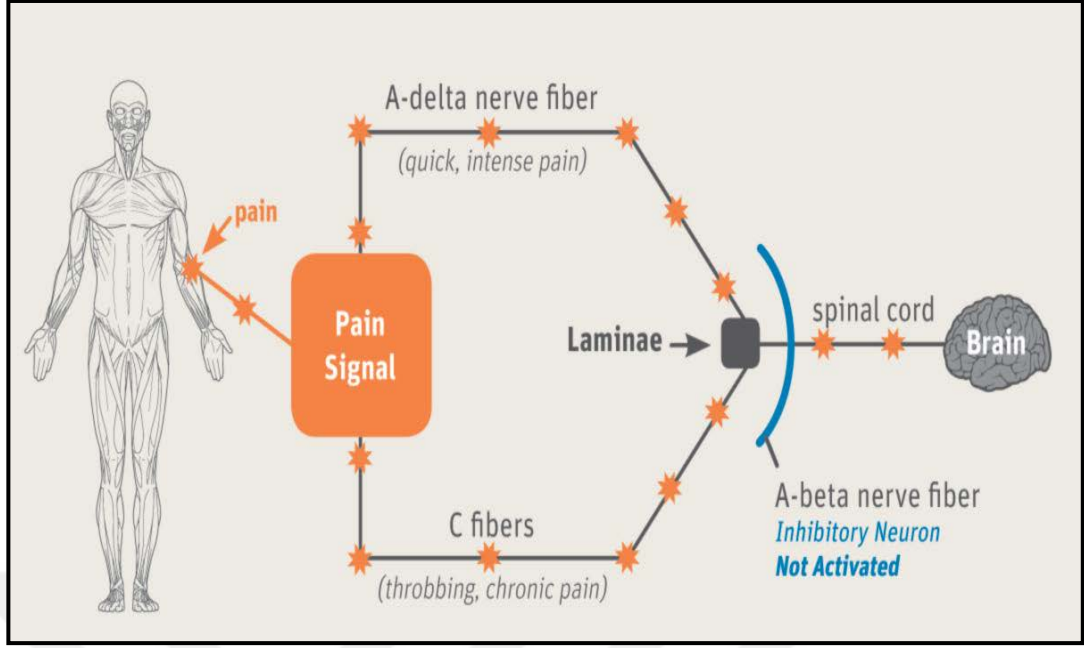 A-delta nerve fiber
(quick, intense pain)
pain
Pain
Signal
Laminae
spinal cord
Brain
A-beta nerve fiber
Inhibitory Neuron
Not Activated
C fibers
(throbbing, chronic pain)